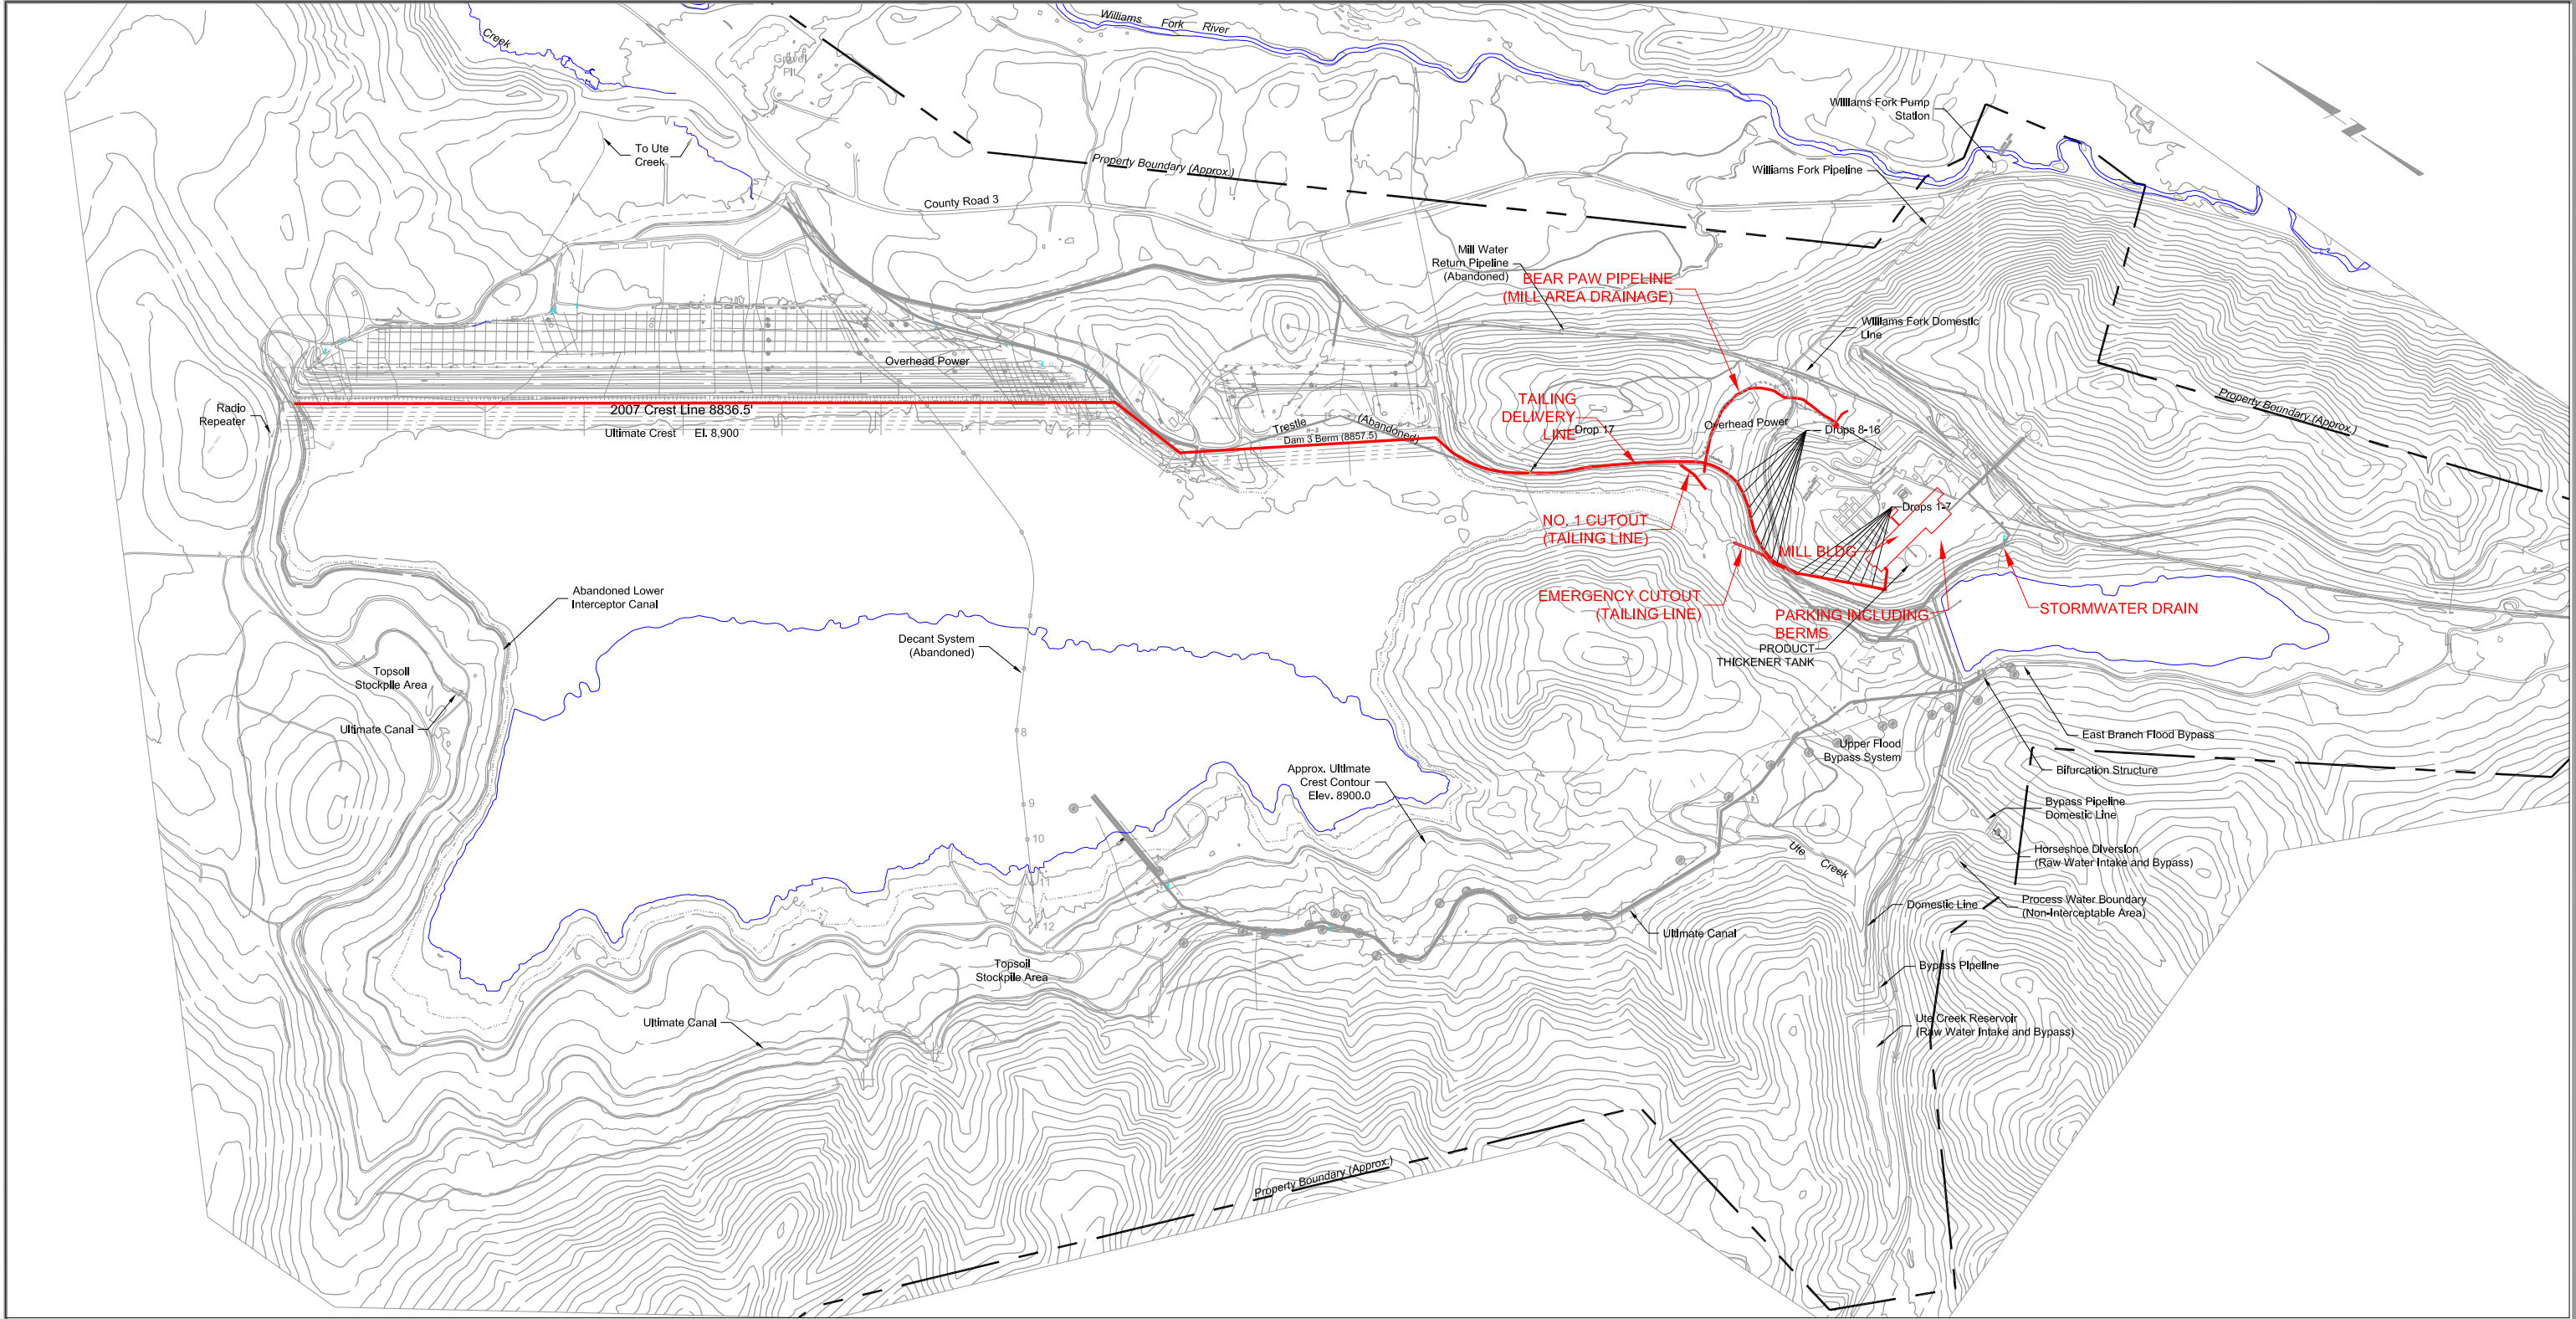 Creek
Gravel
Pit
Williams Fork River
Williams Fork Pump
Station
To Ute
Creek
Property Boundary (Approx.)
Williams Fork Pipeline
County Road 3
Mill Water
Return Pipeline
(Abandoned)
BEAR PAW PIPELINE
(MILL AREA DRAINAGE)
Williams Fork Domestic
Line
Overhead Power
Radio
Repeater
2007 Crest Line 8836.5'
Ultimate Crest El. 8,900
Trestle
(Abandoned)
Dam 3 Berm (8857.5)
TAILING
DELIVERY
LINE
Drop 17
Overhead Power
Drops 8-16
Property Boundary (Approx.)
Drops 1-7
NO. 1 CUTOUT
(TAILING LINE)
MILL BLDG
EMERGENCY CUTOUT
(TAILING LINE)
PARKING INCLUDING
BERMS
STORMWATER DRAIN
PRODUCT
THICKENER TANK
Abandoned Lower
Interceptor Canal
Decant System
(Abandoned)
Topsoil
Stockpile Area
Ultimate Canal
8
9
10
11
12
Approx. Ultimate
Crest Contour
Elev. 8900.0
Upper Flood
Bypass System
East Branch Flood Bypass
Bifurcation Structure
Bypass Pipeline
Domestic Line
Horseshoe Diversion
(Raw Water Intake and Bypass)
Ute Creek
Process Water Boundary
(Non-Interceptable Area)
Domestic Line
Ultimate Canal
Topsoil
Stockpile Area
Bypass Pipeline
Ultimate Canal
Ute Creek Reservoir
(Raw Water Intake and Bypass)
Property Boundary (Approx.)